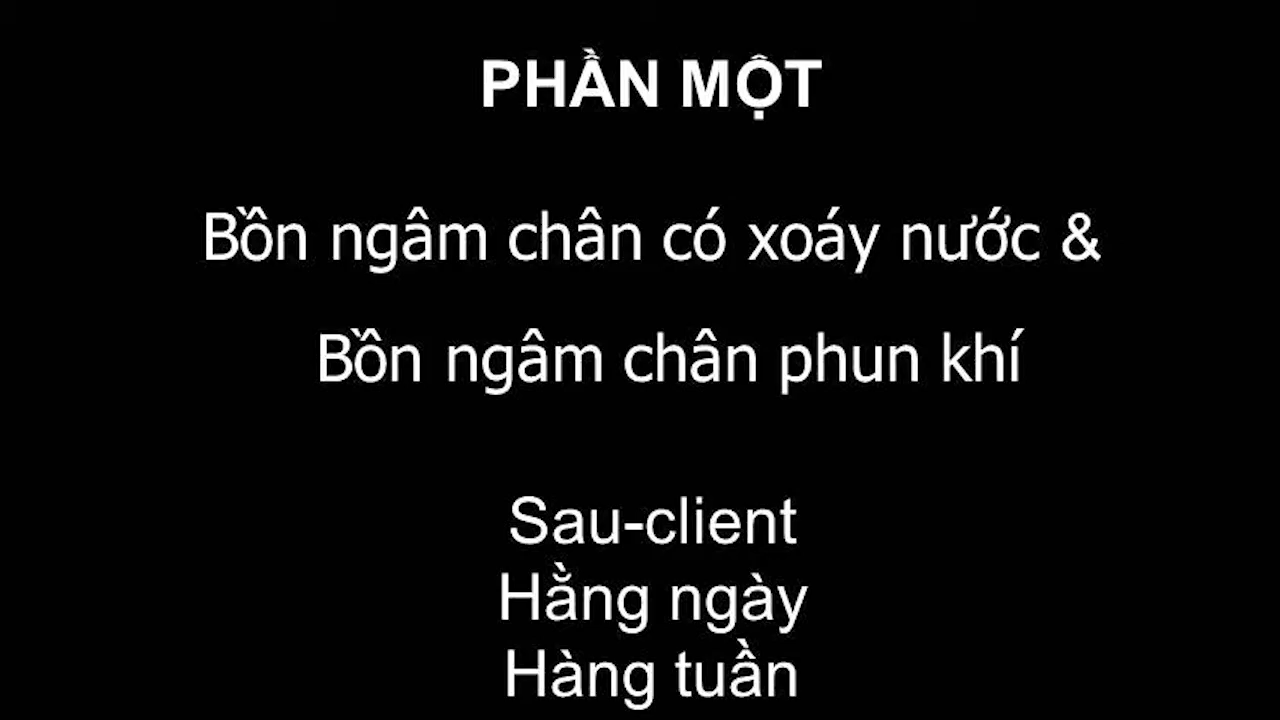 PHẦN MỘT
Bồn ngâm chân có xoáy nước &
Bồn ngâm chân phun khí
Sau-client
Hằng ngày
Hàng tuần